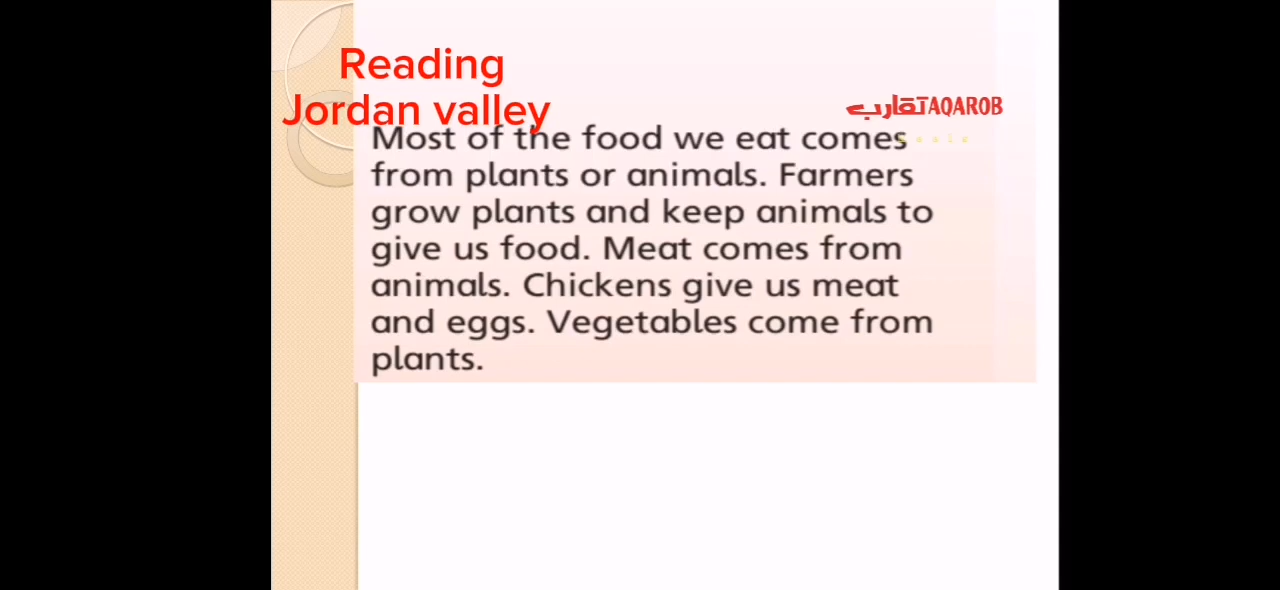 Reading
Jordan valley
تقارب TAQAROB
Most of the food we eat comes
from plants or animals. Farmers
grow plants and keep animals to
give us food. Meat comes from
animals. Chickens give us meat
and eggs. Vegetables come from
plants.